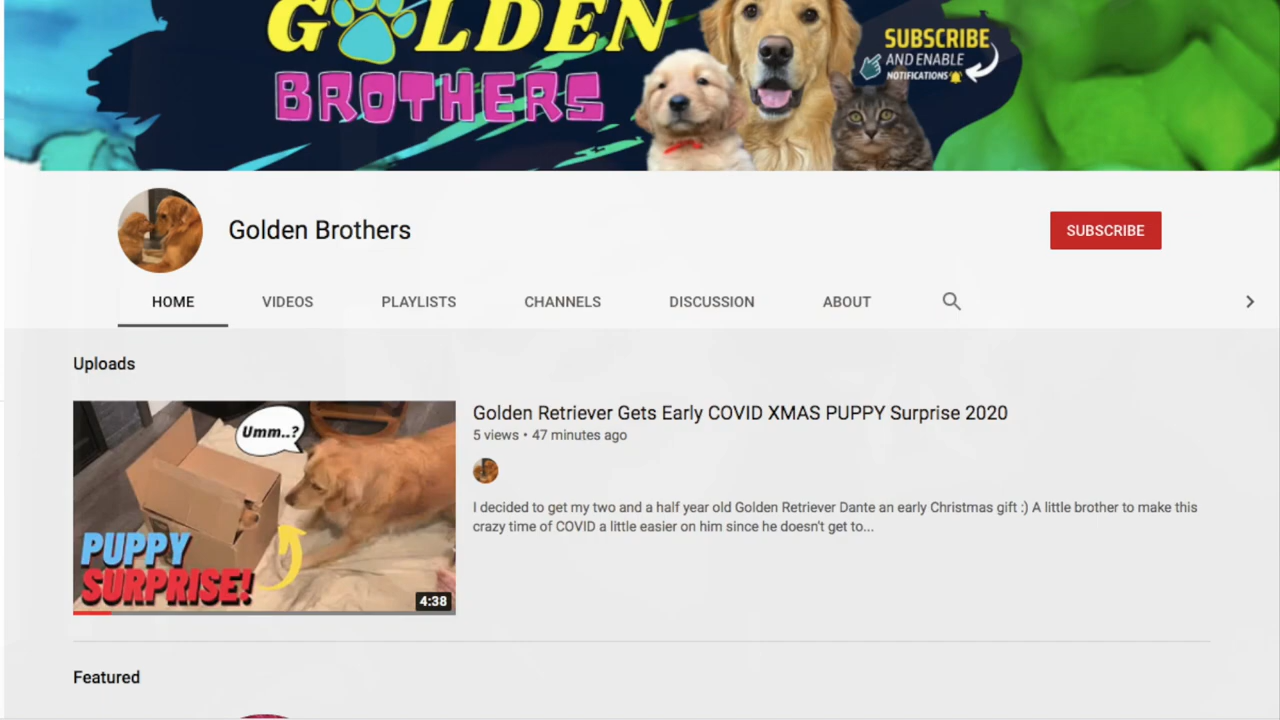 GOLDEN
BROTHERS
SUBSCRIBE
AND ENABLE
NOTIFICATIONS
Golden Brothers
SUBSCRIBE
HOME VIDEOS PLAYLISTS CHANNELS DISCUSSION ABOUT
Uploads
Umm..?
PUPPY
SURPRISE!
4:38
Golden Retriever Gets Early COVID XMAS PUPPY Surprise 2020
5 views • 47 minutes ago
I decided to get my two and a half year old Golden Retriever Dante an early Christmas gift :) A little brother to make this
crazy time of COVID a little easier on him since he doesn't get to...
Featured